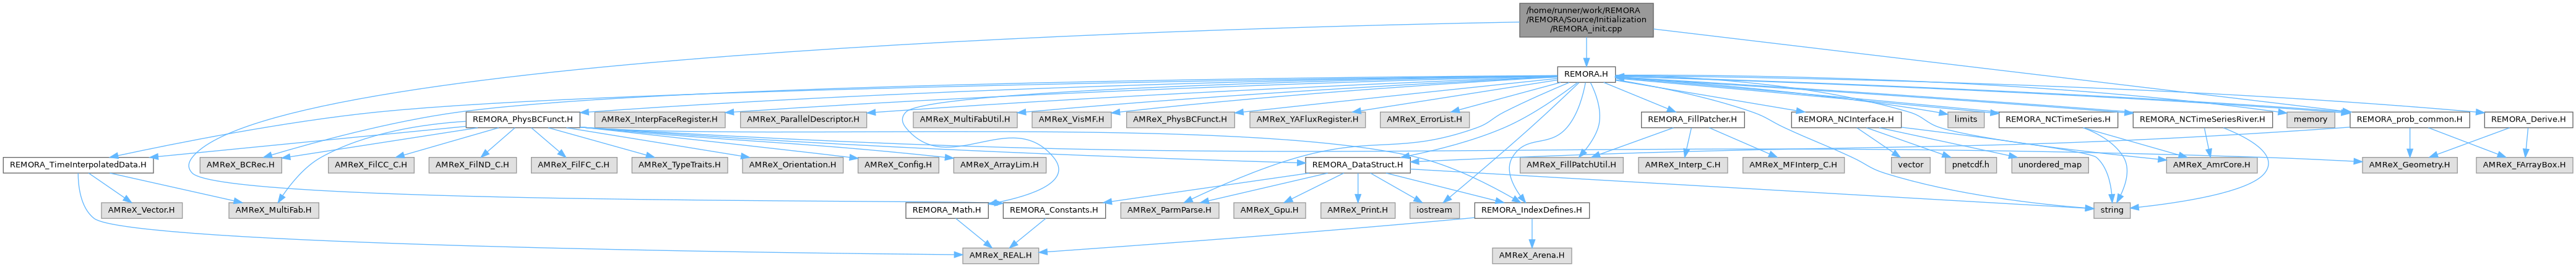 /home/runner/work/REMORA
/REMORA/Source/Initialization
/REMORA_init.cpp
REMORA.H
REMORA_PhysBCFunct.H
AMReX_InterpFaceRegister.H
AMReX_ParallelDescriptor.H
AMReX_MultiFabUtil.H
AMReX_VisMF.H
AMReX_PhysBCFunct.H
AMReX_YAFluxRegister.H
AMReX_ErrorList.H
REMORA_FillPatcher.H
REMORA_NCInterface.H
limits
REMORA_NCTimeSeries.H
REMORA_NCTimeSeriesRiver.H
memory
REMORA_prob_common.H
REMORA_Derive.H
REMORA_TimeInterpolatedData.H
AMReX_BCRec.H
AMReX_FilCC_C.H
AMReX_FilND_C.H
AMReX_FilFC_C.H
AMReX_TypeTraits.H
AMReX_Orientation.H
AMReX_Config.H
AMReX_ArrayLim.H
REMORA_DataStruct.H
AMReX_FillPatchUtil.H
AMReX_Interp_C.H
AMReX_MFInterp_C.H
vector
pnetcdf.h
unordered_map
AMReX_AmrCore.H
AMReX_Geometry.H
AMReX_FArrayBox.H
AMReX_Vector.H
AMReX_MultiFab.H
REMORA_Math.H
REMORA_Constants.H
AMReX_ParmParse.H
AMReX_Gpu.H
AMReX_Print.H
iostream
REMORA_IndexDefines.H
string
AMReX_REAL.H
AMReX_Arena.H